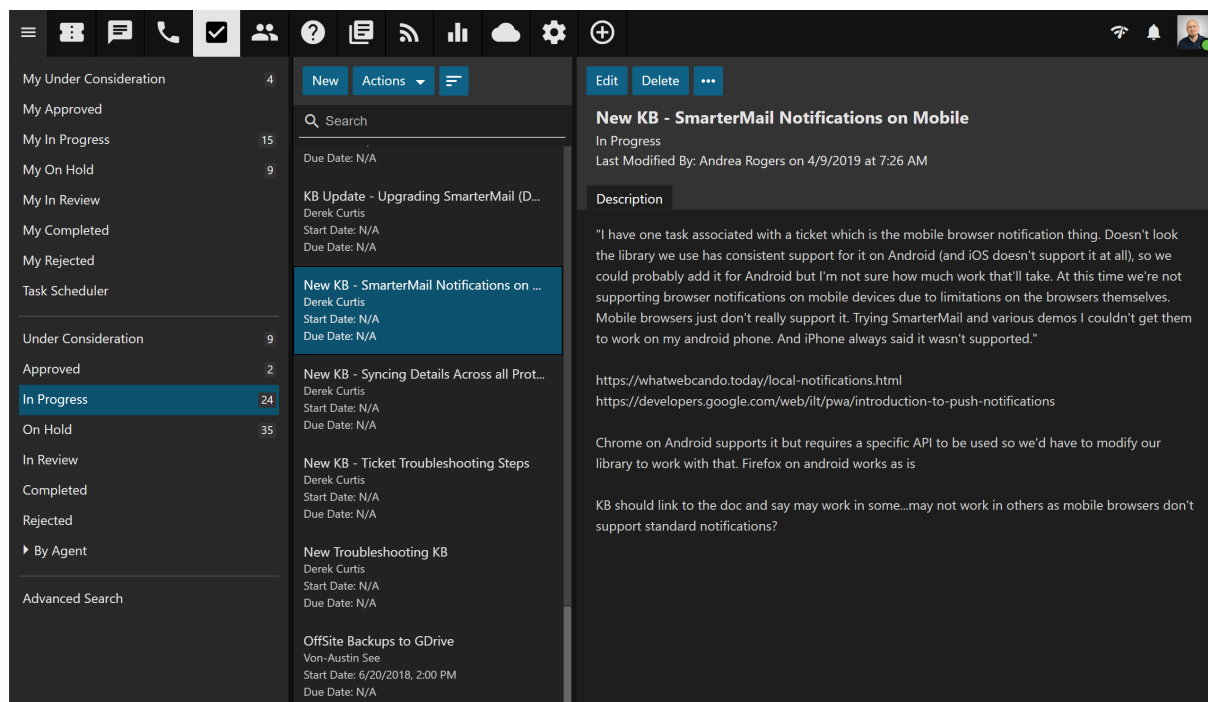 My Under Consideration 4
My Approved
My In Progress 15
My On Hold 9
My In Review
My Completed
My Rejected
Task Scheduler
Under Consideration 9
Approved 2
In Progress 24
On Hold 35
In Review
Completed
Rejected
By Agent
Advanced Search
New Actions
Search
Due Date: N/A
KB Update - Upgrading SmarterMail (D...
Derek Curtis
Start Date: N/A
Due Date: N/A
New KB - SmarterMail Notifications on ...
Derek Curtis
Start Date: N/A
Due Date: N/A
New KB - Syncing Details Across all Prot...
Derek Curtis
Start Date: N/A
Due Date: N/A
New KB - Ticket Troubleshooting Steps
Derek Curtis
Start Date: N/A
Due Date: N/A
New Troubleshooting KB
Derek Curtis
Start Date: N/A
Due Date: N/A
OffSite Backups to GDrive
Von-Austin See
Start Date: 6/20/2018, 2:00 PM
Due Date: N/A
Edit Delete
New KB - SmarterMail Notifications on Mobile
In Progress
Last Modified By: Andrea Rogers on 4/9/2019 at 7:26 AM
Description
"I have one task associated with a ticket which is the mobile browser notification thing. Doesn't look
the library we use has consistent support for it on Android (and iOS doesn't support it at all), so we
could probably add it for Android but I'm not sure how much work that'll take. At this time we're not
supporting browser notifications on mobile devices due to limitations on the browsers themselves.
Mobile browsers just don't really support it. Trying SmarterMail and various demos I couldn't get them
to work on my android phone. And iPhone always said it wasn't supported."
https://whatwebcando.today/local-notifications.html
https://developers.google.com/web/ilt/pwa/introduction-to-push-notifications
Chrome on Android supports it but requires a specific API to be used so we'd have to modify our
library to work with that. Firefox on android works as is
KB should link to the doc and say may work in some...may not work in others as mobile browsers don't
support standard notifications?